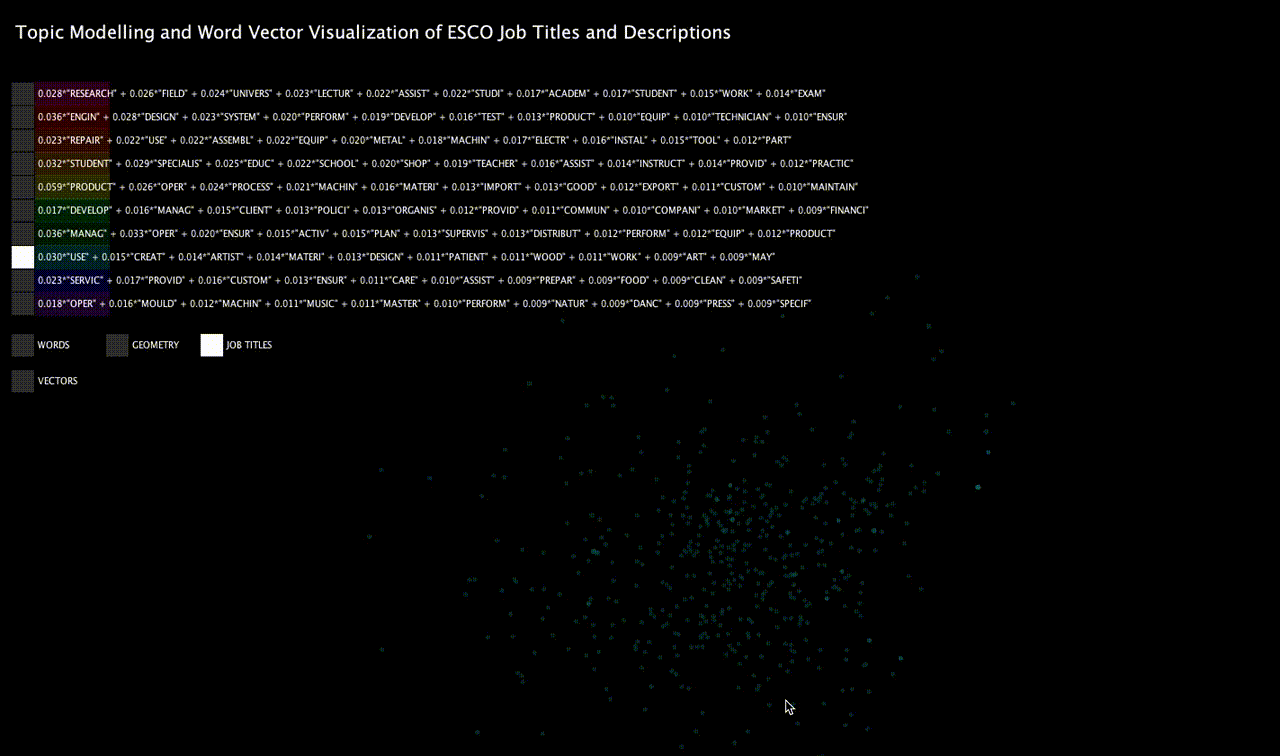 Topic Modelling and Word Vector Visualization of ESCO Job Titles and Descriptions
0.028*"RESEARCH" + 0.026*"FIELD" + 0.024*"UNIVERS" + 0.023*"LECTUR" + 0.022*"ASSIST" + 0.022*"STUDI" + 0.017*"ACADEM" + 0.017*"STUDENT" + 0.015*"WORK" + 0.014*"EXAM"
0.036*"ENGIN" + 0.028*"DESIGN" + 0.023*"SYSTEM" + 0.020*"PERFORM" + 0.019*"DEVELOP" + 0.016*"TEST" + 0.013*"PRODUCT" + 0.010*"EQUIP" + 0.010*"TECHNICIAN" + 0.010*"ENSUR"
0.023*"REPAIR" + 0.022*"USE" + 0.022*"ASSEMBL" + 0.022*"EQUIP" + 0.020*"METAL" + 0.018*"MACHIN" + 0.017*"ELECTR" + 0.016*"INSTAL" + 0.015*"TOOL" + 0.012*"PART"
0.032*"STUDENT" + 0.029*"SPECIALIS" + 0.025*"EDUC" + 0.022*"SCHOOL" + 0.020*"SHOP" + 0.019*"TEACHER" + 0.016*"ASSIST" + 0.014*"INSTRUCT" + 0.014*"PROVID" + 0.012*"PRACTIC"
0.059*"PRODUCT" + 0.026*"OPER" + 0.024*"PROCESS" + 0.021*"MACHIN" + 0.016*"MATERI" + 0.013*"IMPORT" + 0.013*"GOOD" + 0.012*"EXPORT" + 0.011*"CUSTOM" + 0.010*"MAINTAIN"
0.017*"DEVELOP" + 0.016*"MANAG" + 0.015*"CLIENT" + 0.013*"POLICI" + 0.013*"ORGANIS" + 0.012*"PROVID" + 0.011*"COMMUN" + 0.010*"COMPANI" + 0.010*"MARKET" + 0.009*"FINANCI"
0.036*"MANAG" + 0.033*"OPER" + 0.020*"ENSUR" + 0.015*"ACTIV" + 0.015*"PLAN" + 0.013*"SUPERVIS" + 0.013*"DISTRIBUT" + 0.012*"PERFORM" + 0.012*"EQUIP" + 0.012*"PRODUCT"
0.030*"USE" + 0.015*"CREAT" + 0.014*"ARTIST" + 0.014*"MATERI" + 0.013*"DESIGN" + 0.011*"PATIENT" + 0.011*"WOOD" + 0.011*"WORK" + 0.009*"ART" + 0.009*"MAY"
0.023*"SERVIC" + 0.017*"PROVID" + 0.016*"CUSTOM" + 0.013*"ENSUR" + 0.011*"CARE" + 0.010*"ASSIST" + 0.009*"PREPAR" + 0.009*"FOOD" + 0.009*"CLEAN" + 0.009*"SAFETI"
0.018*"OPER" + 0.016*"MOULD" + 0.012*"MACHIN" + 0.011*"MUSIC" + 0.011*"MASTER" + 0.010*"PERFORM" + 0.009*"NATUR" + 0.009*"DANC" + 0.009*"PRESS" + 0.009*"SPECIF"
WORDS GEOMETRY JOB TITLES
VECTORS